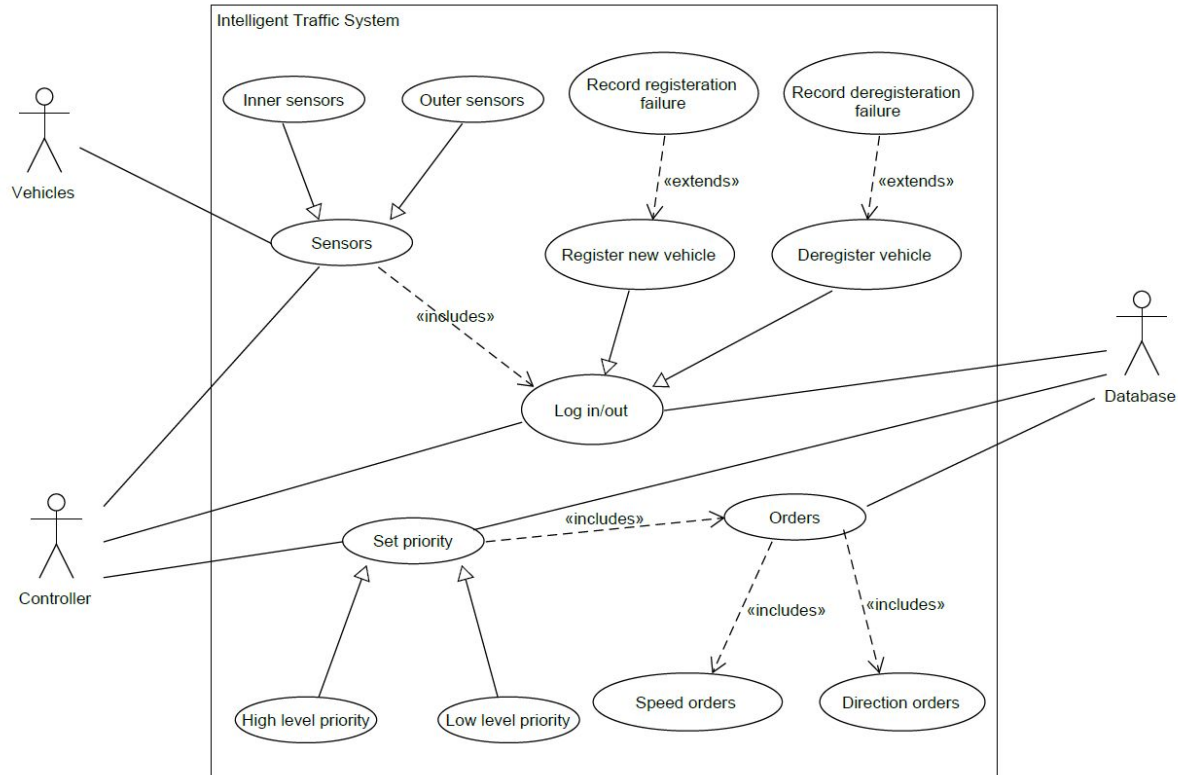 Intelligent Traffic System
Inner sensors
Outer sensors
Record registeration
failure
Record deregisteration
failure
Vehicles
«extends»
«extends»
Sensors
Register new vehicle
Deregister vehicle
«includes»
Database
Log in/out
«includes»
Orders
Set priority
Controller
«includes»
«includes»
High level priority
Low level priority
Speed orders
Direction orders